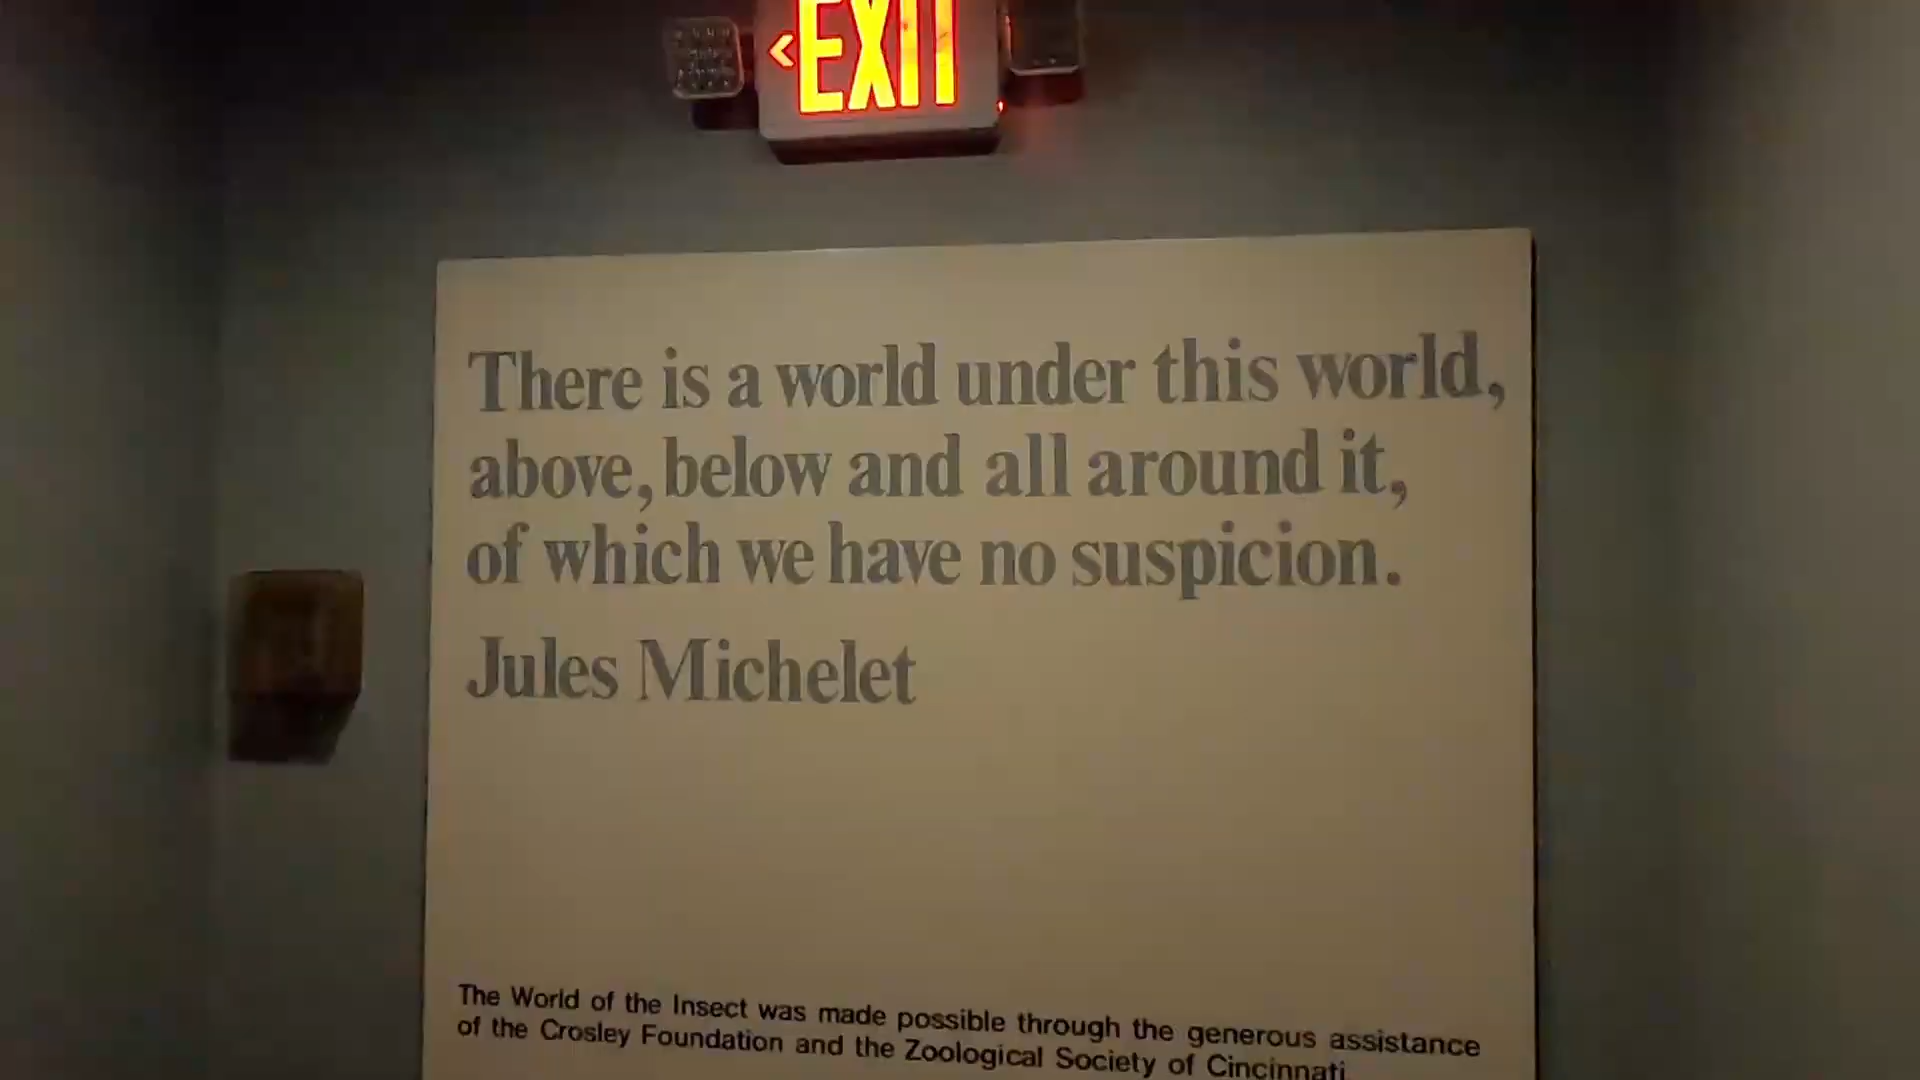 <EXIT
There is a world under this world,
above, below and all around it,
of which we have no suspicion.
Jules Michelet
The World of the Insect was made possible through the generous assistance
of the Crosley Foundation and the Zoological Society of Cincinnati.